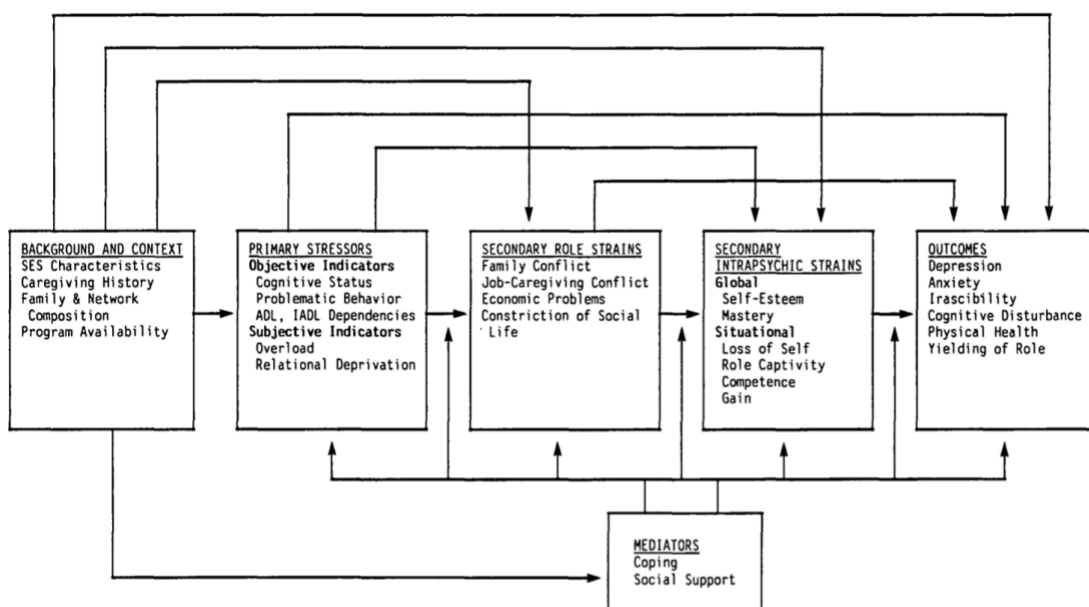 BACKGROUND AND CONTEXT
SES Characteristics
Caregiving History
Family & Network
Composition
Program Availability
PRIMARY STRESSORS
Objective Indicators
Cognitive Status
Problematic Behavior
ADL, IADL Dependencies
Subjective Indicators
Overload
Relational Deprivation
SECONDARY ROLE STRAINS
Family Conflict
Job-Caregiving Conflict
Economic Problems
Constriction of Social
Life
SECONDARY
INTRAPSYCHIC STRAINS
Global
Self-Esteem
Mastery
Situational
Loss of Self
Role Captivity
Competence
Gain
OUTCOMES
Depression
Anxiety
Irascibility
Cognitive Disturbance
Physical Health
Yielding of Role
MEDIATORS
Coping
Social Support